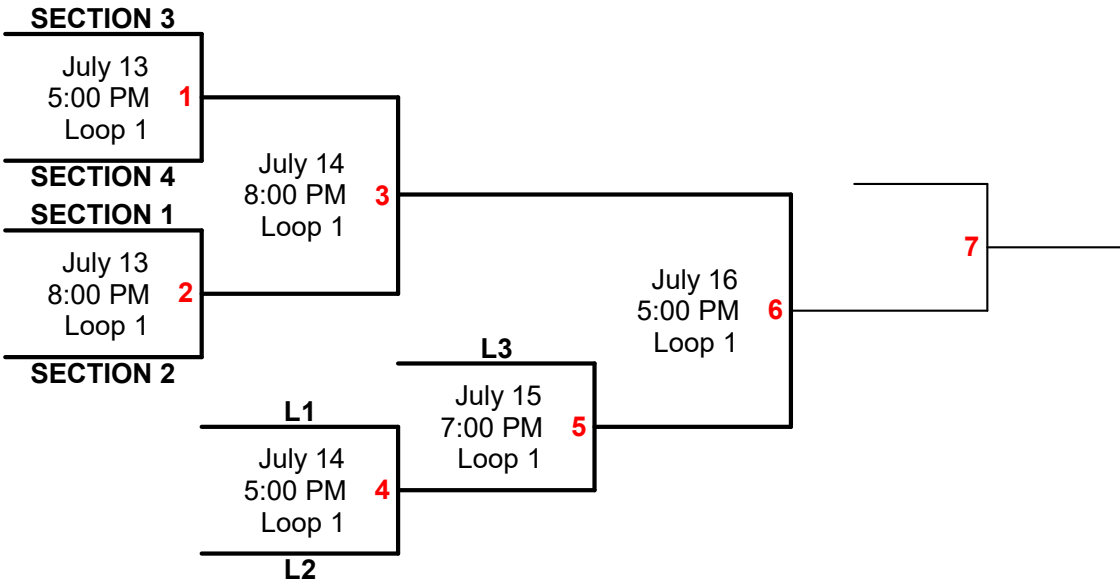 SECTION 3
July 13
5:00 PM
Loop 1
1
SECTION 4
SECTION 1
July 13
8:00 PM
Loop 1
2
SECTION 2
July 14
8:00 PM
Loop 1
3
L1
July 14
5:00 PM
Loop 1
4
L2
L3
July 15
7:00 PM
Loop 1
5
July 16
5:00 PM
Loop 1
6
7